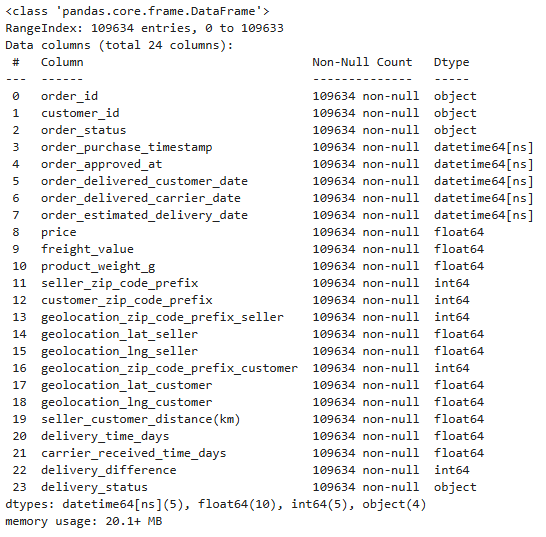 <class 'pandas.core.frame.DataFrame'>
RangeIndex: 109634 entries, 0 to 109633
Data columns (total 24 columns):
 #   Column                               Non-Null Count   Dtype
---  ------                               --------------   -----
 0   order_id                             109634 non-null  object
 1   customer_id                          109634 non-null  object
 2   order_status                         109634 non-null  object
 3   order_purchase_timestamp             109634 non-null  datetime64[ns]
 4   order_approved_at                    109634 non-null  datetime64[ns]
 5   order_delivered_customer_date        109634 non-null  datetime64[ns]
 6   order_delivered_carrier_date         109634 non-null  datetime64[ns]
 7   order_estimated_delivery_date        109634 non-null  datetime64[ns]
 8   price                                109634 non-null  float64
 9   freight_value                        109634 non-null  float64
 10  product_weight_g                     109634 non-null  float64
 11  seller_zip_code_prefix               109634 non-null  int64
 12  customer_zip_code_prefix             109634 non-null  int64
 13  geolocation_zip_code_prefix_seller   109634 non-null  int64
 14  geolocation_lat_seller               109634 non-null  float64
 15  geolocation_lng_seller               109634 non-null  float64
 16  geolocation_zip_code_prefix_customer  109634 non-null  int64
 17  geolocation_lat_customer             109634 non-null  float64
 18  geolocation_lng_customer             109634 non-null  float64
 19  seller_customer_distance(km)         109634 non-null  float64
 20  delivery_time_days                   109634 non-null  float64
 21  carrier_received_time_days           109634 non-null  float64
 22  delivery_difference                  109634 non-null  int64
 23  delivery_status                      109634 non-null  object
dtypes: datetime64[ns](5), float64(10), int64(5), object(4)
memory usage: 20.1+ MB